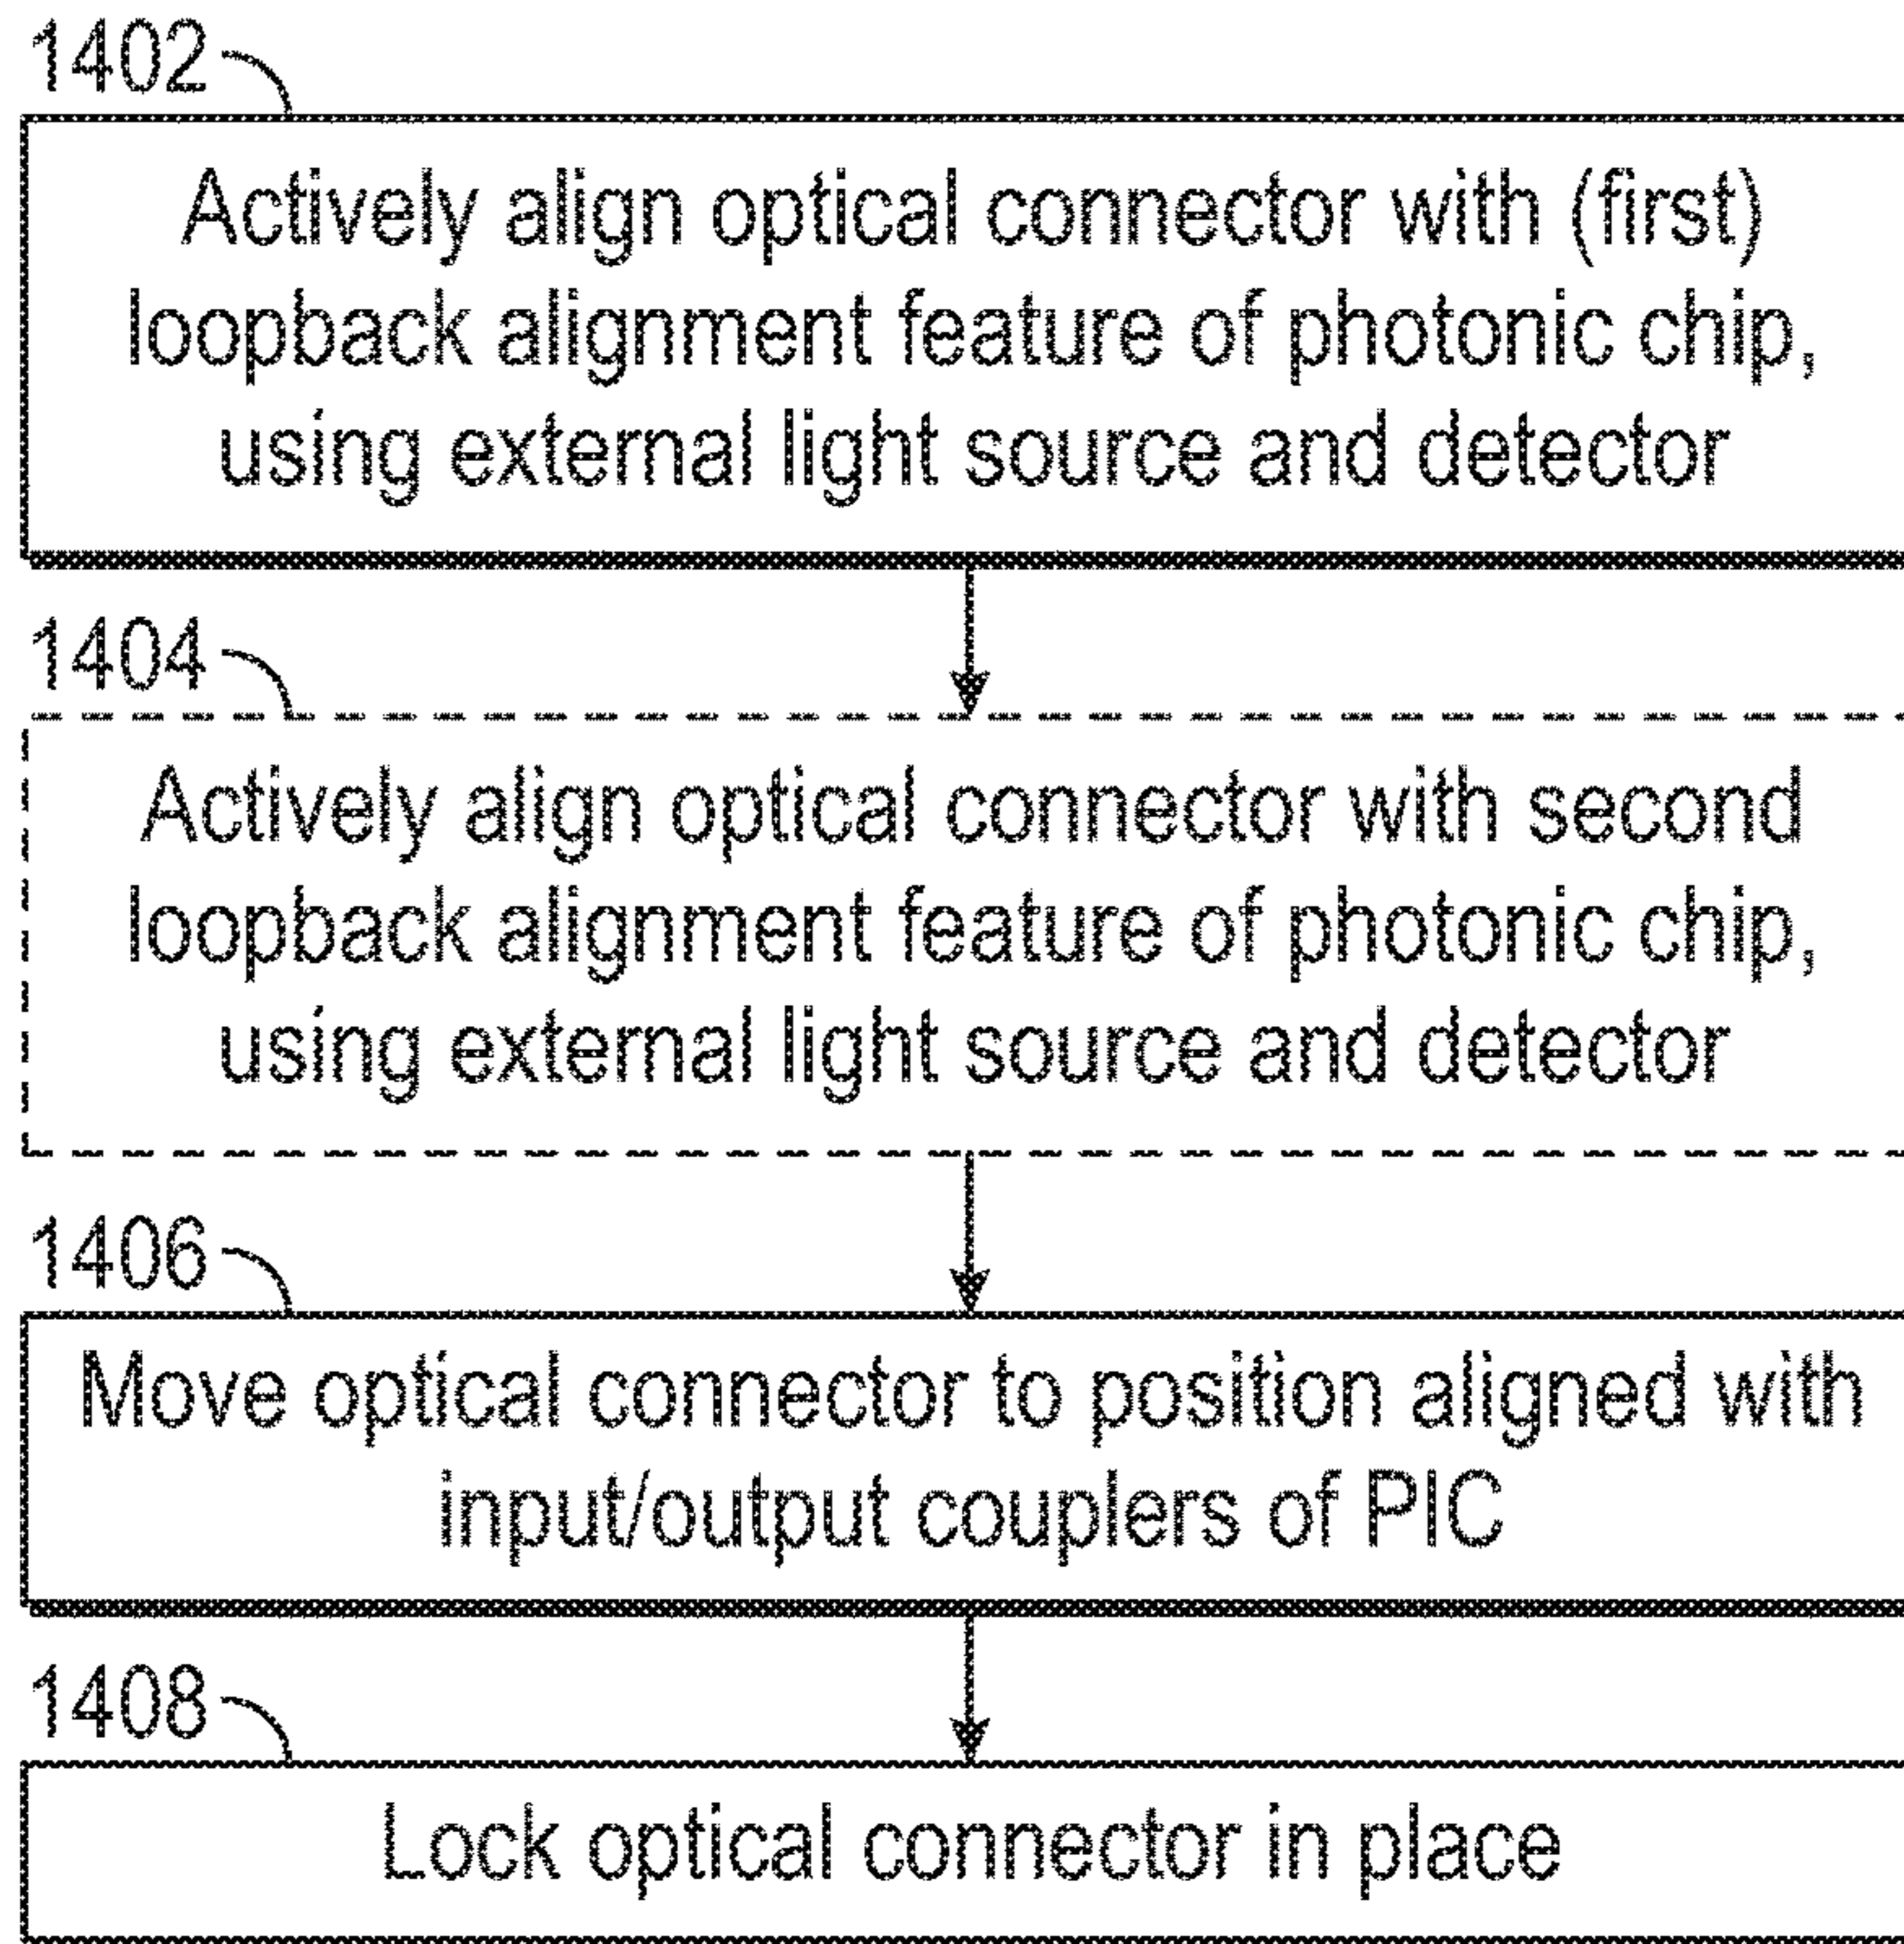 1402
Actively align optical connector with (first)
loopback alignment feature of photonic chip,
using external light source and detector
1404
Actively align optical connector with second
loopback alignment feature of photonic chip,
using external light source and detector
1406
Move optical connector to position aligned with
input/output couplers of PIC
1408
Lock optical connector in place